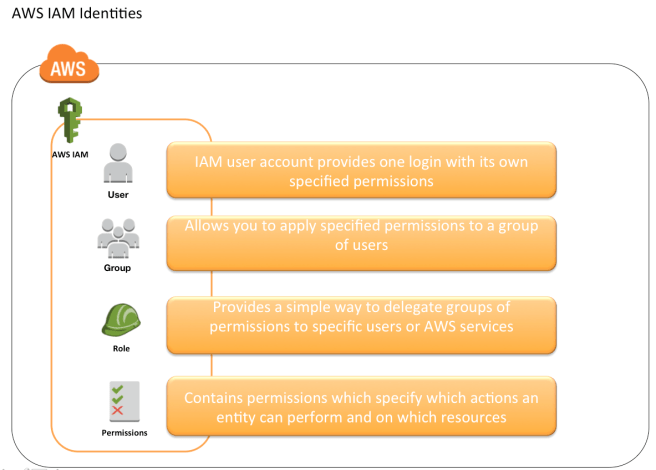 AWS IAM Identities
AWS
AWS IAM
IAM user account provides one login with its own
specified permissions
User
Allows you to apply specified permissions to a group
of users
Group
Provides a simple way to delegate groups of
permissions to specific users or AWS services
Role
Contains permissions which specify which actions an
entity can perform and on which resources
Permissions